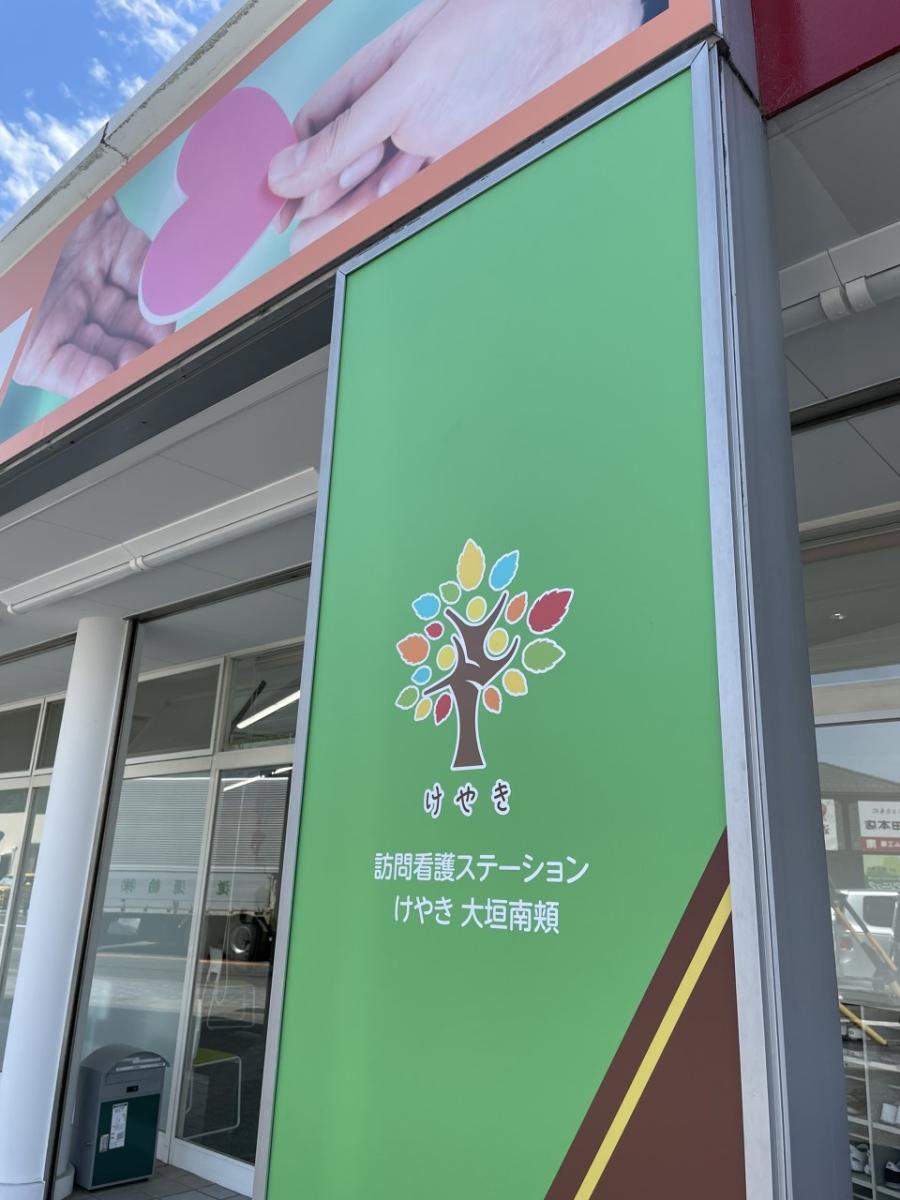 けやき
訪問看護ステーション
けやき 大垣南頬